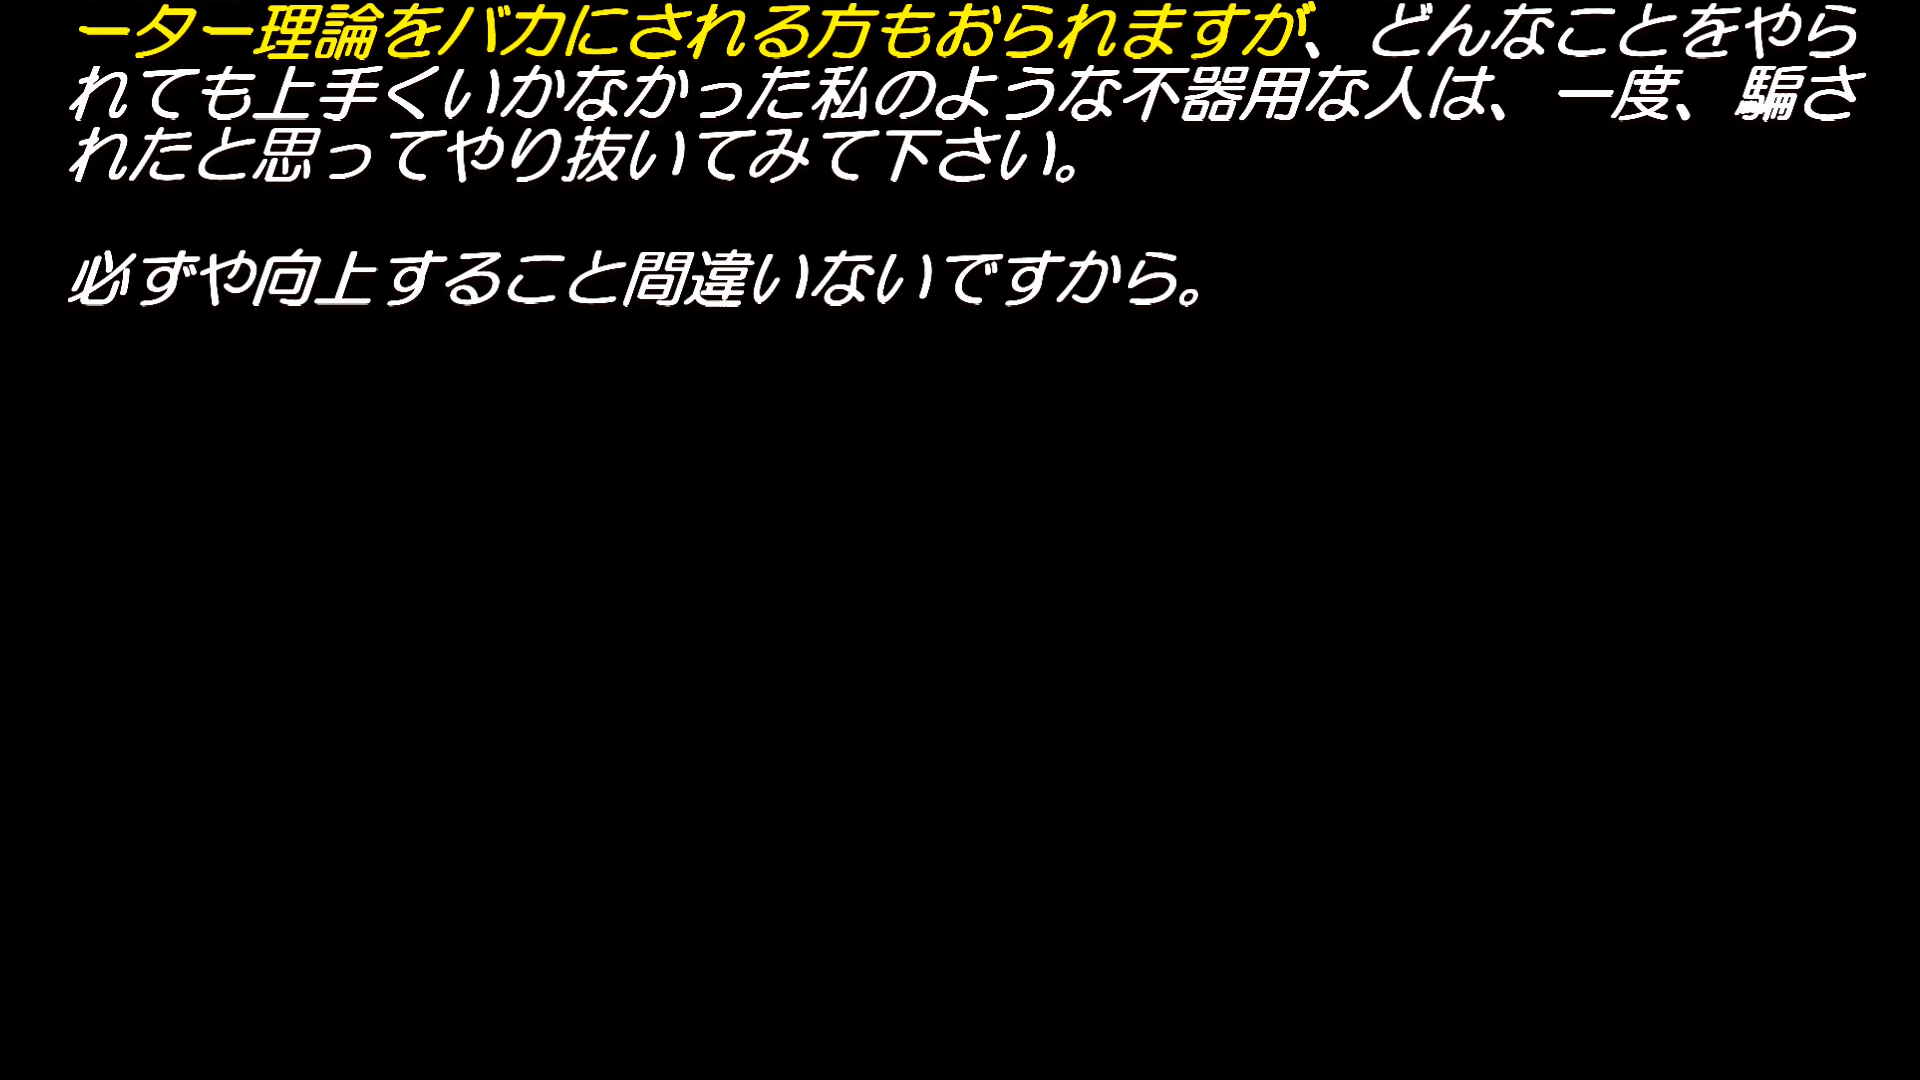 ーター理論をバカにされる方もおられますが、どんなことをやら
れても上手くいかなかった私のような不器用な人は、一度、騙さ
れたと思ってやり抜いてみて下さい。
必ずや向上すること間違いないですから。